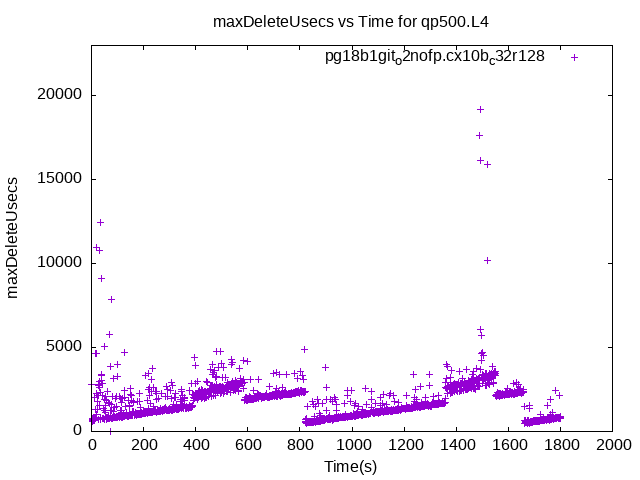 maxDeleteUsecs vs Time for qp500.L4
pg18b1git_o2nofp.cx10b_c32r128
20000
15000
10000
5000
0
maxDeleteUsecs
0 200 400 600 800 1000 1200 1400 1600 1800 2000
Time(s)